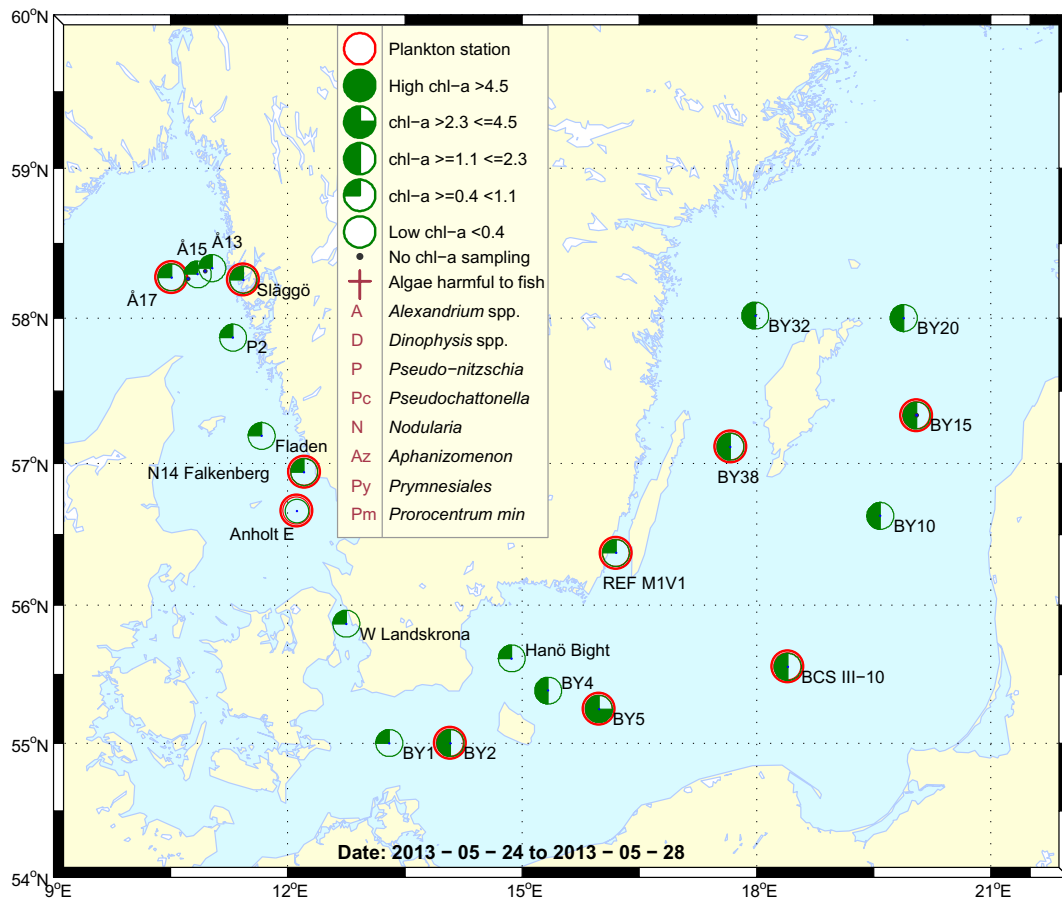 60°N
59°N
58°N
57°N
56°N
55°N
54°N
9°E
12°E
15°E
18°E
21°E
Plankton station
High chl−a >4.5
chl−a >2.3 <=4.5
chl−a >=1.1 <=2.3
chl−a >=0.4 <1.1
Low chl−a <0.4
No chl−a sampling
Algae harmful to fish
A Alexandrium spp.
D Dinophysis spp.
P Pseudo−nitzschia
Pc Pseudochattonella
N Nodularia
Az Aphanizomenon
Py Prymnesiales
Pm Prorocentrum min
Å15
Å13
Å17
Släggö
P2
Fladen
N14 Falkenberg
Anholt E
W Landskrona
Hanö Bight
BY4
BY5
BY1
BY2
REF M1V1
BY38
BY32
BY20
BY15
BY10
BCS III−10
Date: 2013 − 05 − 24 to 2013 − 05 − 28